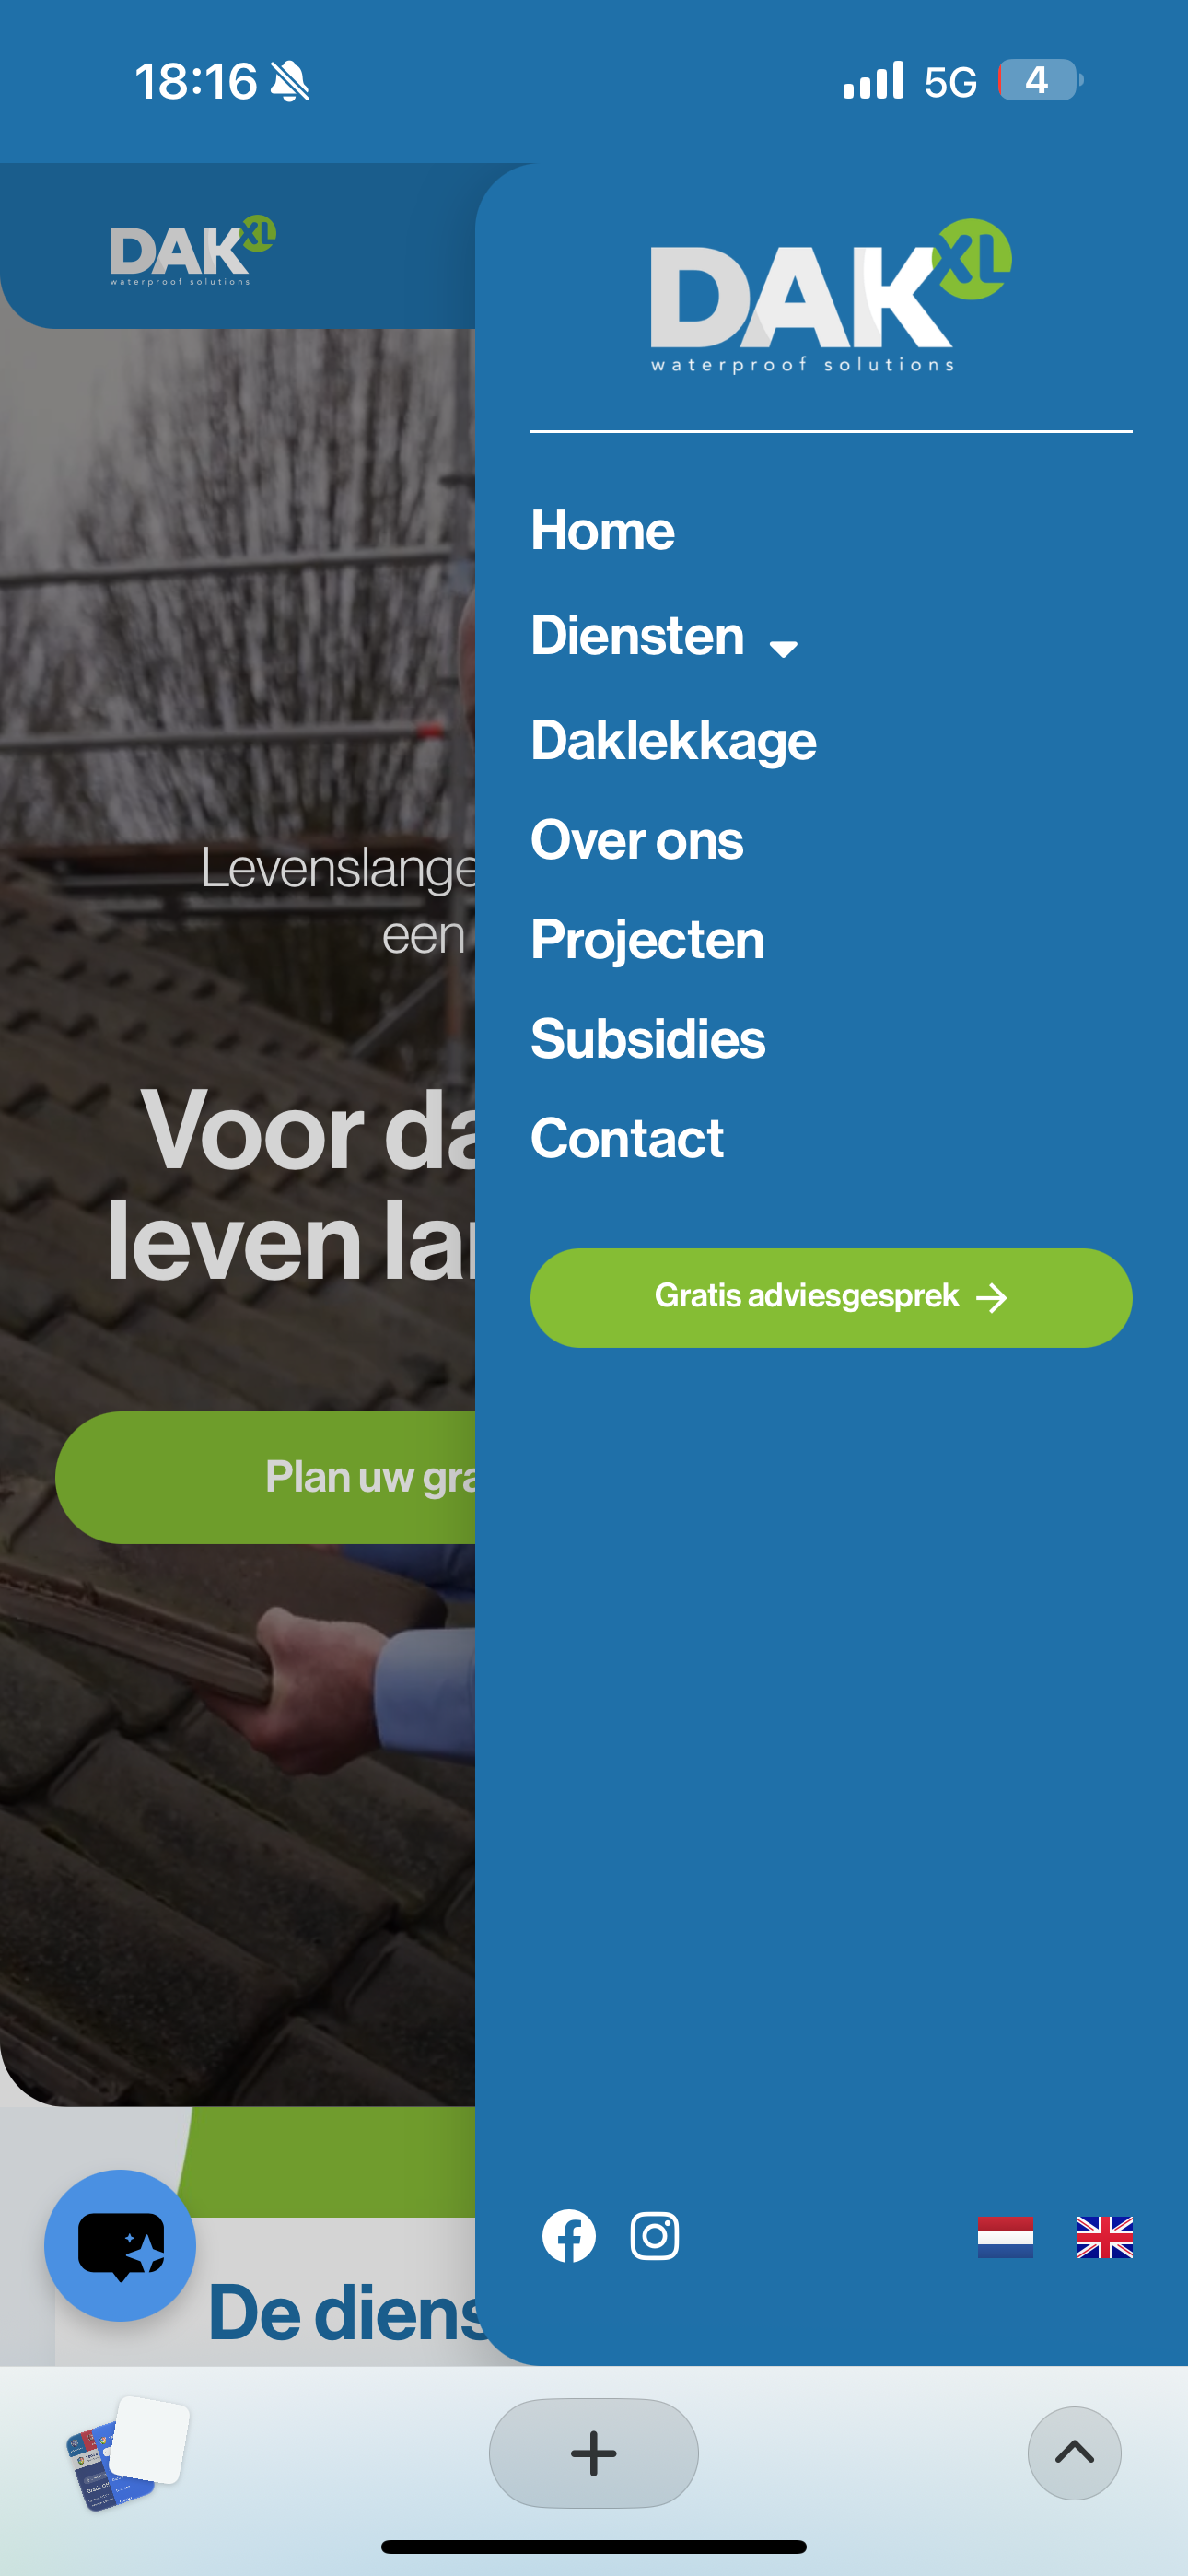 18:16
5G
4
DAK XL
waterproof solutions
DAK XL
waterproof solutions
Home
Diensten
Daklekkage
Over ons
Projecten
Subsidies
Contact
Gratis adviesgesprek
Levenslange
een
Voor da
leven la
Plan uw gra
De diens